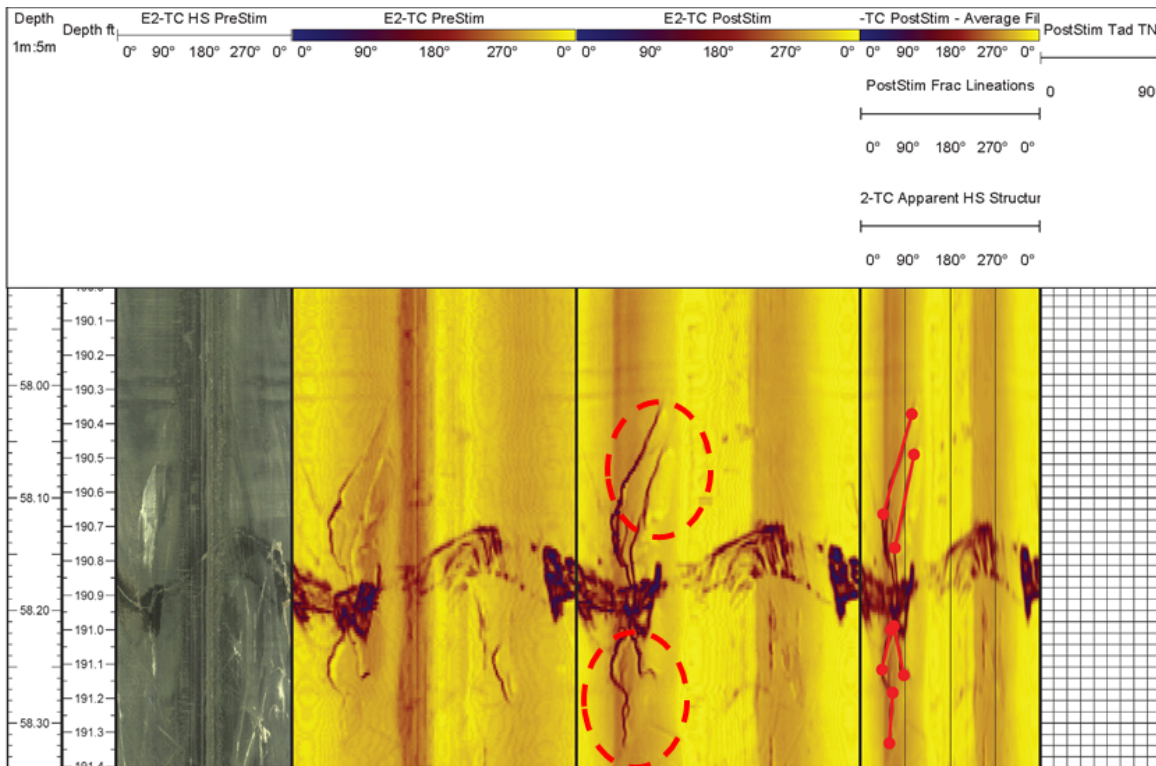 Depth
1m:5m
Depth ft
E2-TC HS PreStim
0° 90° 180° 270° 0°
E2-TC PreStim
0° 90° 180° 270° 0°
E2-TC PostStim
0° 90° 180° 270° 0°
-TC PostStim - Average Fil
0° 90° 180° 270° 0°
PostStim Frac Lineations
0° 90° 180° 270° 0°
2-TC Apparent HS Structur
0° 90° 180° 270° 0°
PostStim Tad TN
0 90
58.00
58.10
58.20
58.30
190.1
190.2
190.3
190.4
190.5
190.6
190.7
190.8
190.9
191.0
191.1
191.2
191.3
191.4